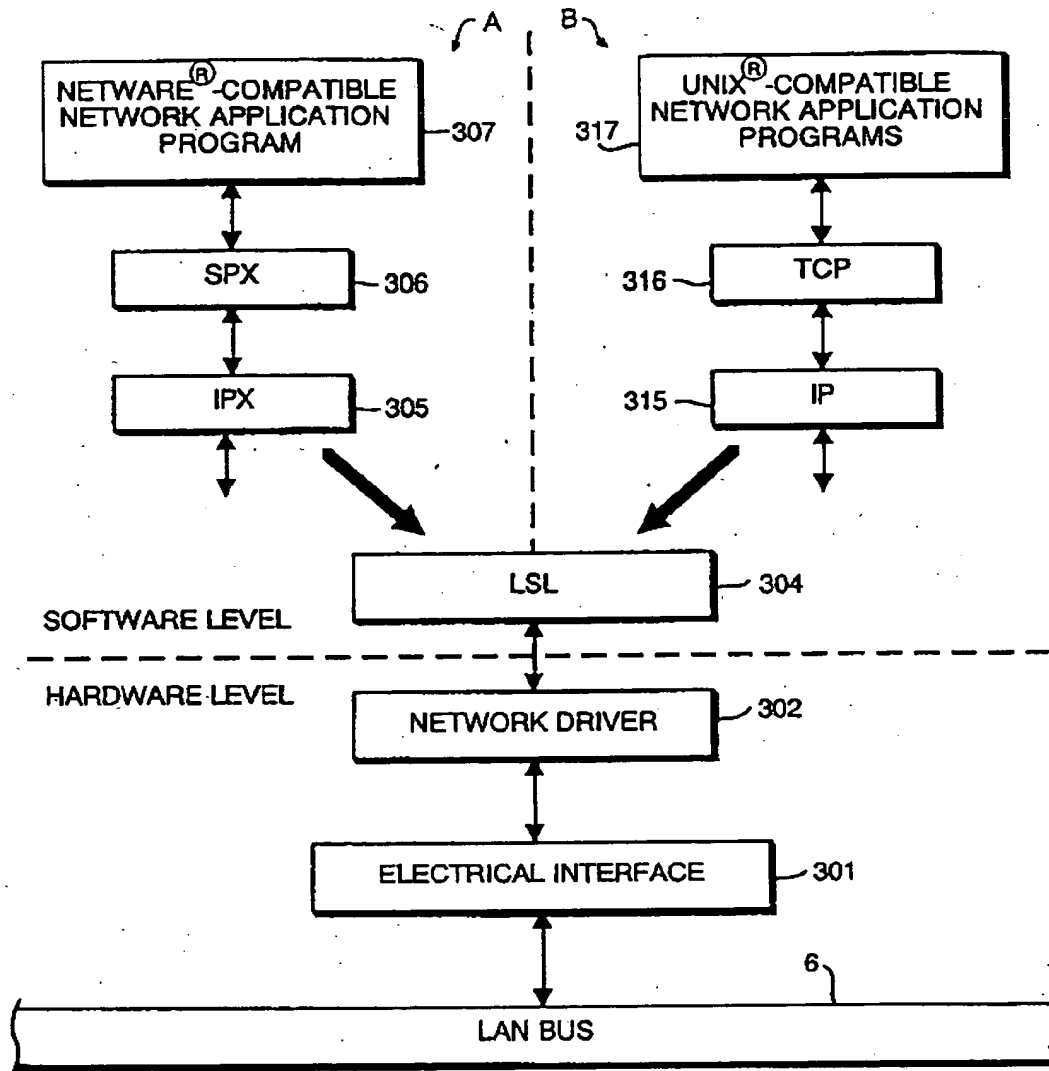 A
B
NETWARE®-COMPATIBLE
NETWORK APPLICATION
PROGRAM
307
UNIX®-COMPATIBLE
NETWORK APPLICATION
PROGRAMS
317
SPX
306
316
TCP
IPX
305
315
IP
LSL
304
SOFTWARE LEVEL
HARDWARE LEVEL
NETWORK DRIVER
302
ELECTRICAL INTERFACE
301
6
LAN BUS